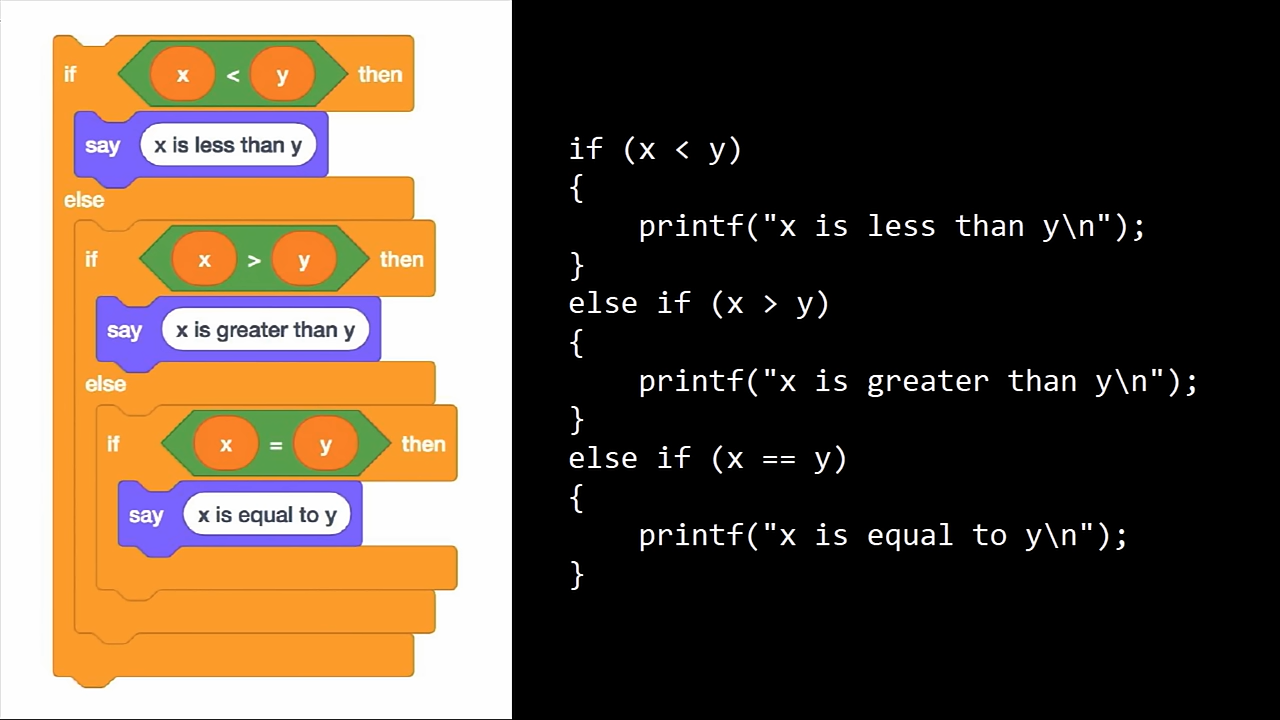 if x < y then
say x is less than y
else
if x > y then
say x is greater than y
else
if x = y then
say x is equal to y
if (x < y)
{
    printf("x is less than y\n");
}
else if (x > y)
{
    printf("x is greater than y\n");
}
else if (x == y)
{
    printf("x is equal to y\n");
}